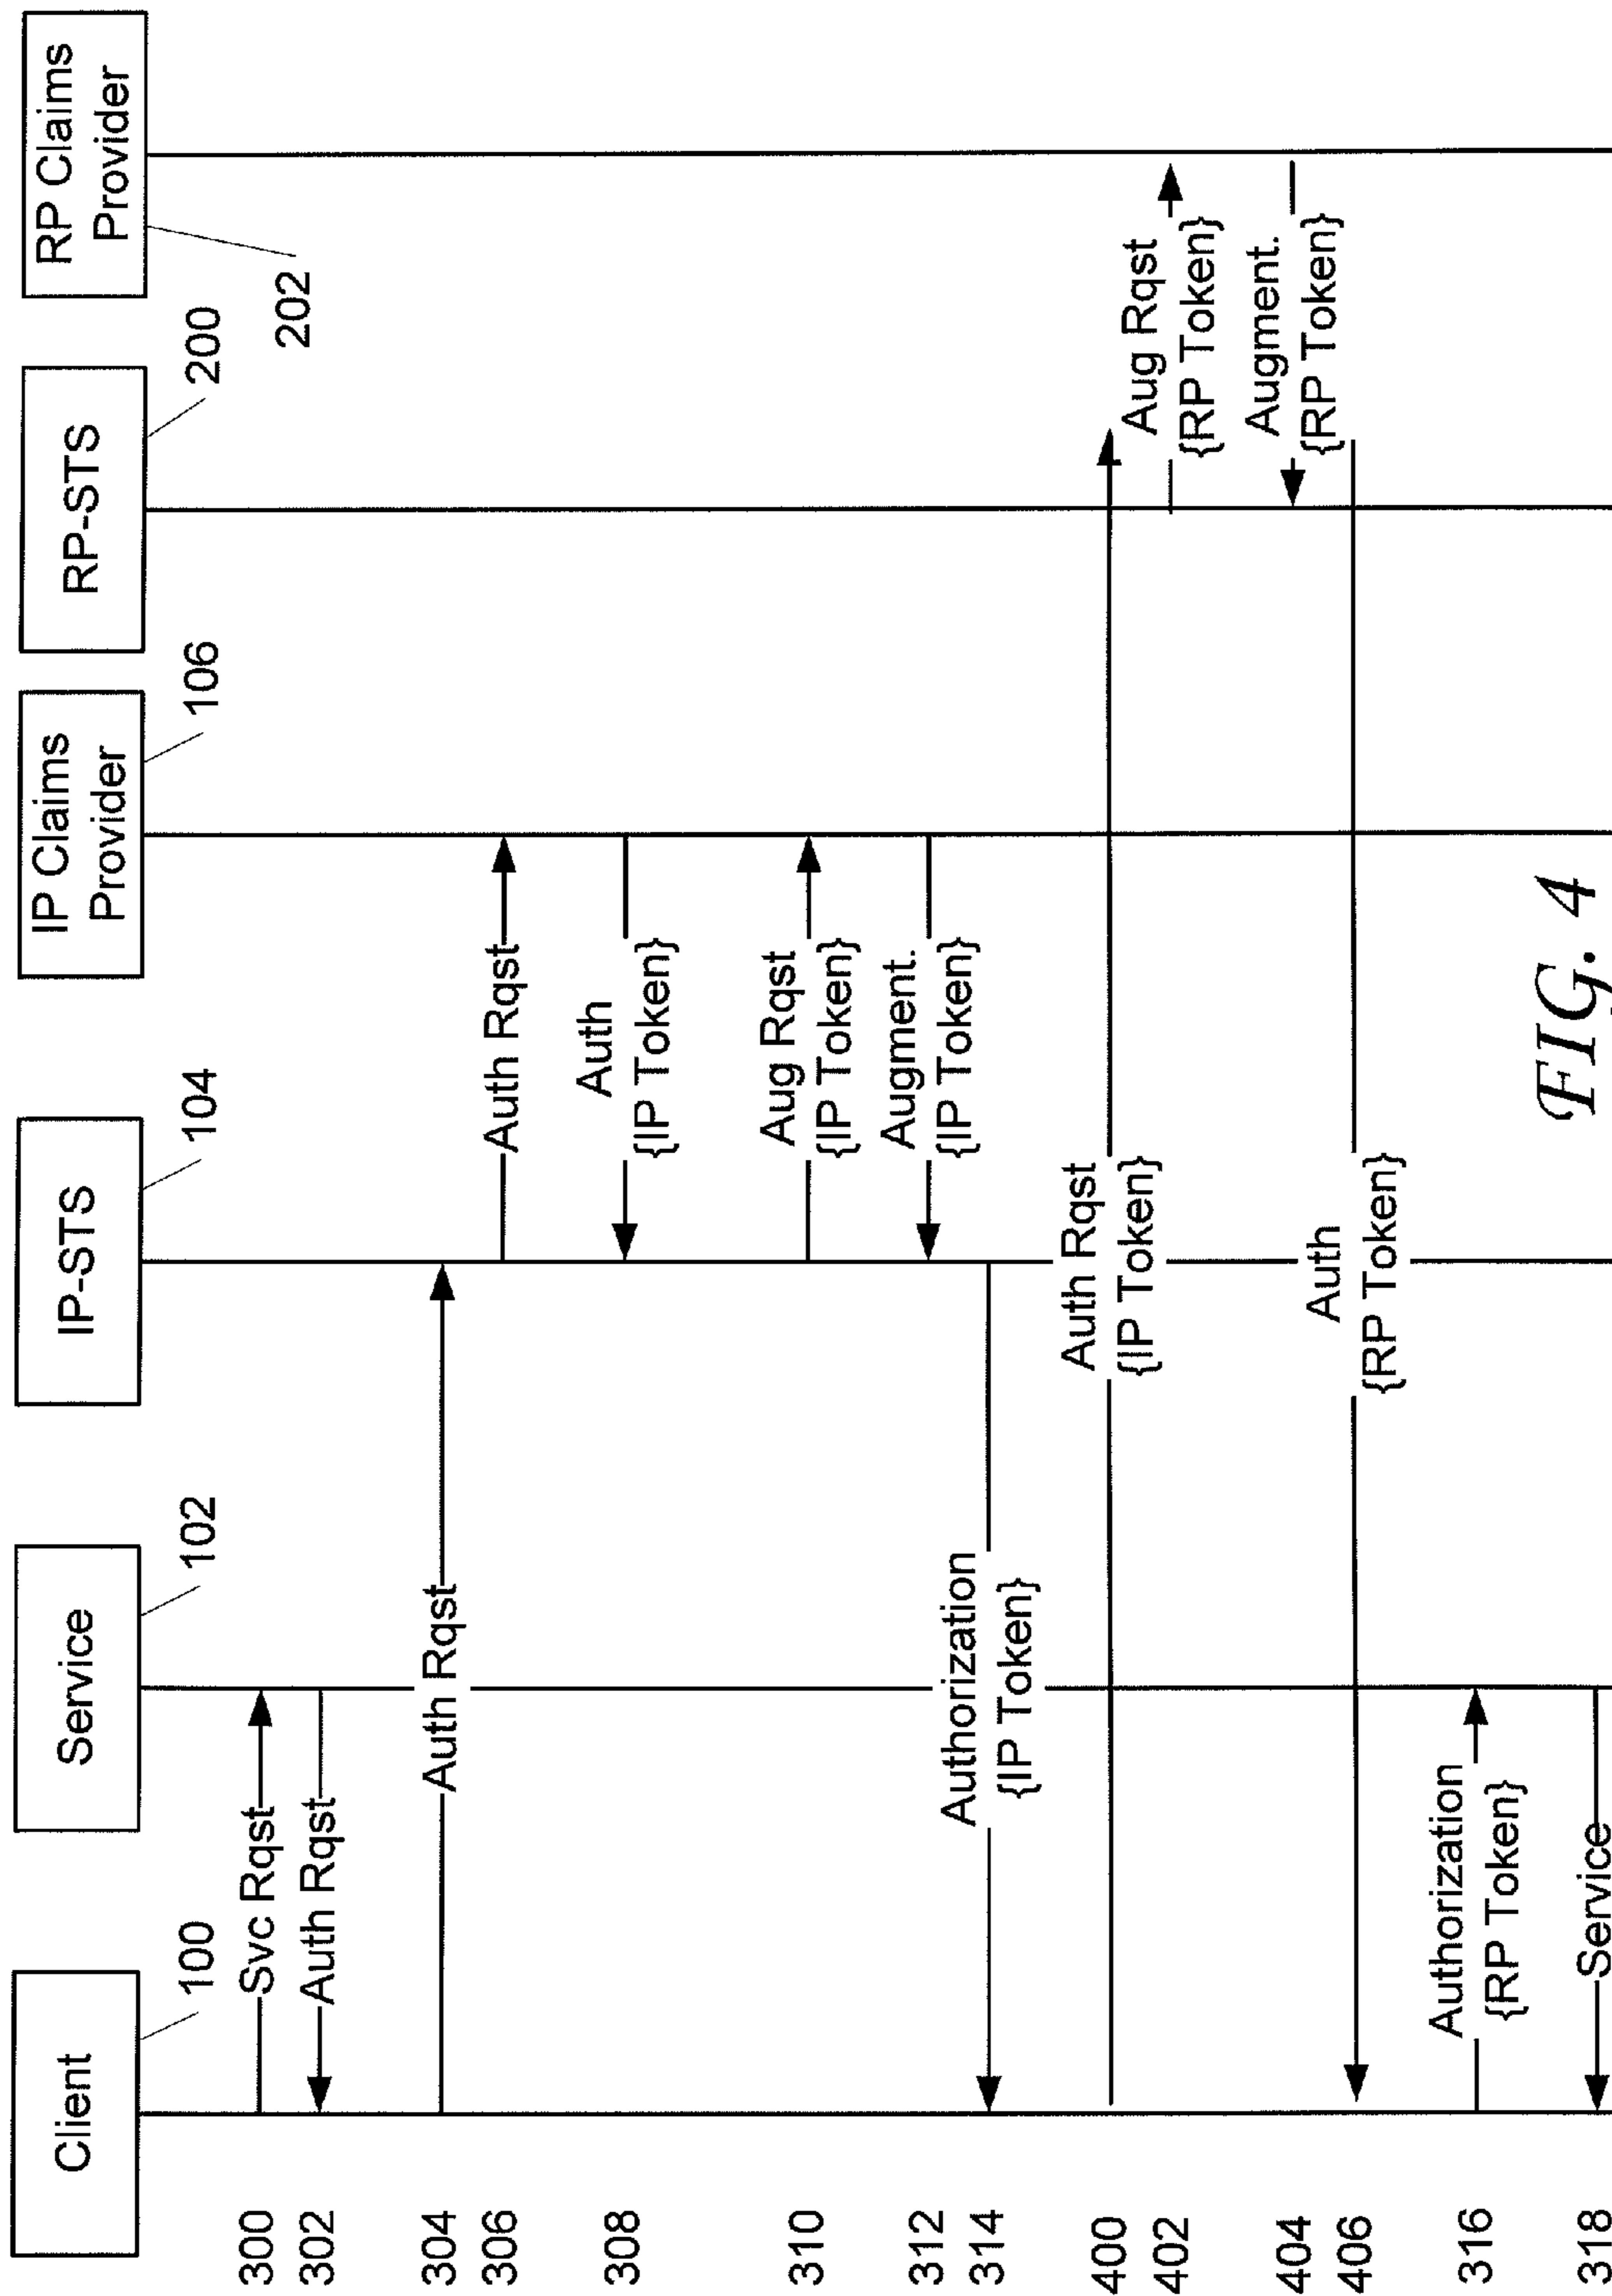 Client
100
Service
102
IP-STS
104
IP Claims
Provider
106
RP-STS
200
RP Claims
Provider
202
300
Svc Rqst
302
Auth Rqst
304
Auth Rqst
306
Auth Rqst
308
Auth
{IP Token}
310
Aug Rqst
{IP Token}
312
Augment.
{IP Token}
314
Authorization
{IP Token}
400
Auth Rqst
{IP Token}
402
Aug Rqst
{RP Token}
404
Augment.
{RP Token}
406
Auth
{RP Token}
316
Authorization
{RP Token}
318
Service
FIG. 4